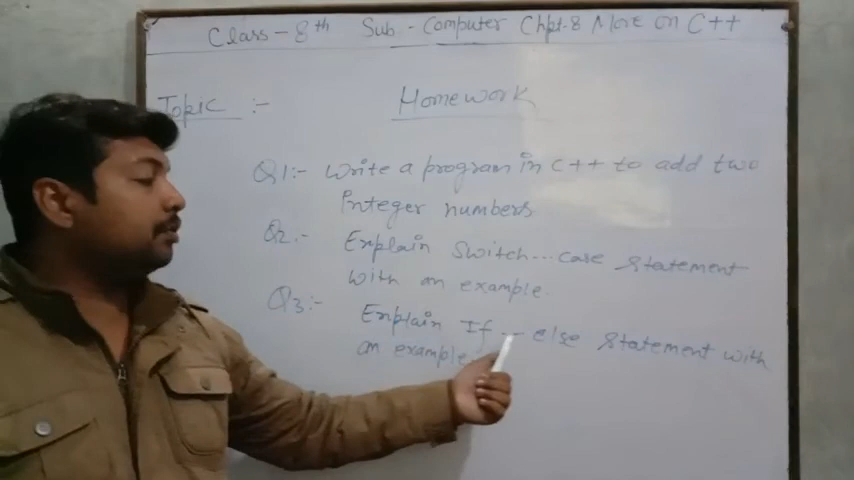 Class - 8th Sub - Computer Chpt-8 More on C++
Topic :- Homework
Q1:- Write a program in C++ to add two
integer numbers
Q2.- Explain Switch...case statement
with an example.
Q3:- Explain If...else statement with
an example.